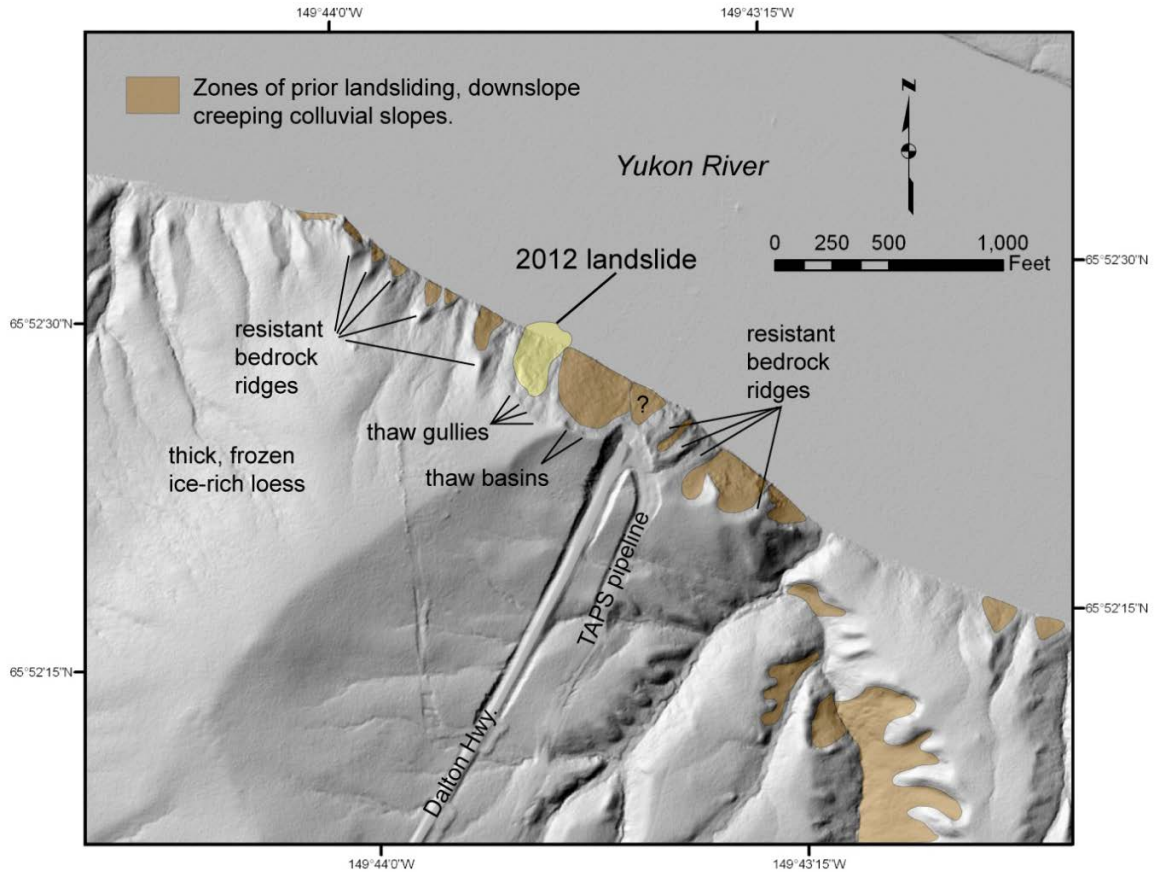 149°44'0"W
149°43'15"W
Zones of prior landsliding, downslope
creeping colluvial slopes.
N
Yukon River
0 250 500 1,000
Feet
2012 landslide
65°52'30"N
65°52'30"N
resistant
bedrock
ridges
resistant
bedrock
ridges
?
thaw gullies
thaw basins
thick, frozen
ice-rich loess
TAPS pipeline
Dalton Hwy.
65°52'15"N
65°52'15"N
149°44'0"W
149°43'15"W